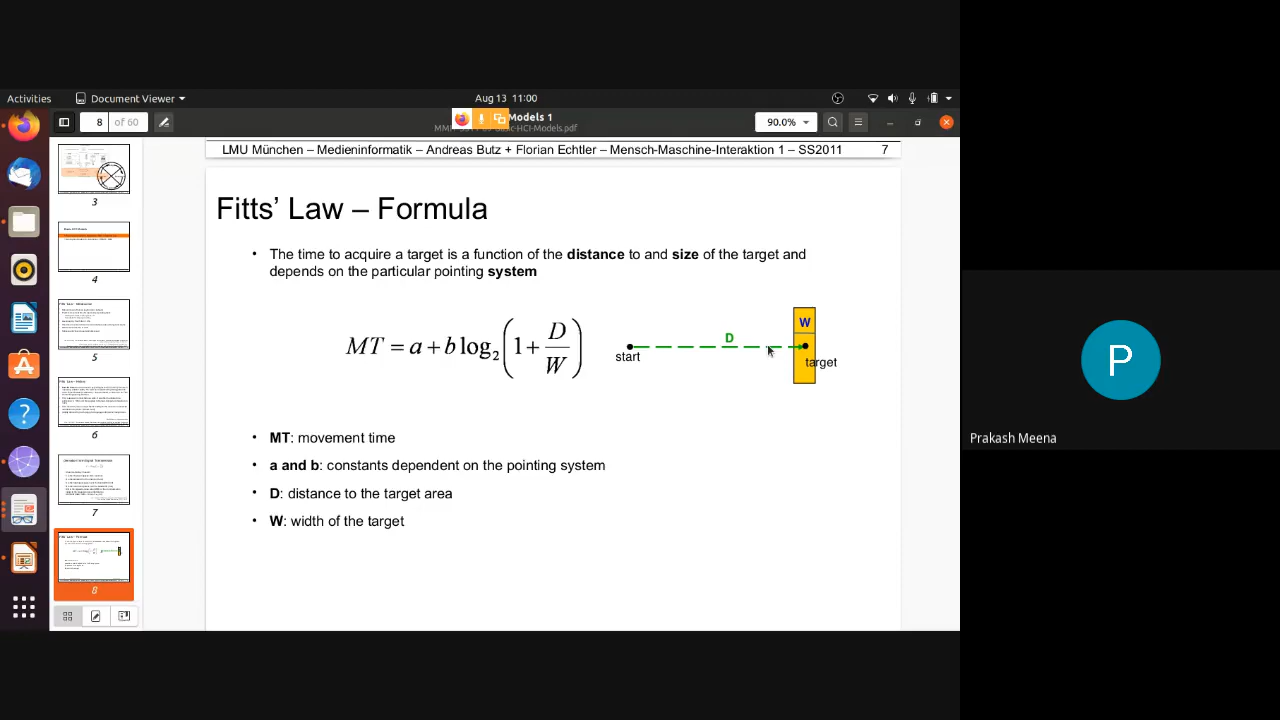 Activities
Document Viewer
Aug 13 11:00
8
of 60
Models 1
90.0%
LMU München – Medieninformatik – Andreas Butz + Florian Echtler – Mensch-Maschine-Interaktion 1 – SS2011
7
Fitts’ Law – Formula
• The time to acquire a target is a function of the distance to and size of the target and
depends on the particular pointing system
MT = a + b log₂ (1 + D/W)
W
D
start
target
• MT: movement time
• a and b: constants dependent on the pointing system
• D: distance to the target area
• W: width of the target
3
4
5
6
7
8
P
Prakash Meena